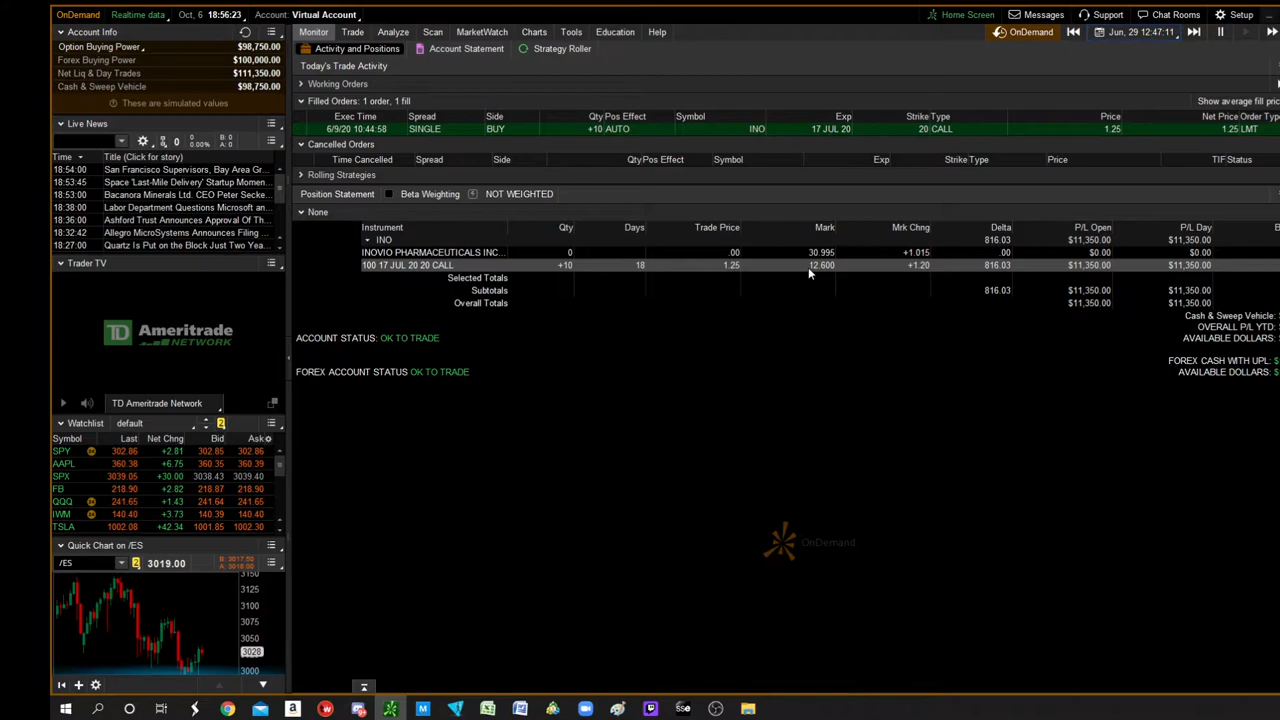 OnDemand Realtime data Oct, 6 18:56:23 Account: Virtual Account Home Screen Messages Support Chat Rooms Setup
Account Info
Option Buying Power $98,750.00
Forex Buying Power $100,000.00
Net Liq & Day Trades $111,350.00
Cash & Sweep Vehicle $98,750.00
These are simulated values
Live News
0 0.00% B: 0 A: 0
Time Title (Click for story)
18:54:00 San Francisco Supervisors, Bay Area Gr...
18:53:45 Space 'Last-Mile Delivery' Startup Momen...
18:53:00 Bacanora Minerals Ltd. CEO Peter Secke...
18:38:00 Labor Department Questions Microsoft an...
18:36:00 Ashford Trust Announces Approval Of Th...
18:32:42 Allegro MicroSystems Announces Filing ...
18:27:00 Quartz Is Put on the Block Just Two Yea...
Trader TV
TD Ameritrade
NETWORK
TD Ameritrade Network
Watchlist default 2
Symbol Last Net Chng Bid Ask
SPY 302.86 +2.81 302.85 302.86
AAPL 360.38 +6.75 360.35 360.39
SPX 3039.05 +30.00 3038.43 3039.40
FB 218.90 +2.82 218.87 218.90
QQQ 241.65 +1.43 241.64 241.65
IWM 140.40 +3.73 140.39 140.40
TSLA 1002.08 +42.34 1001.85 1002.30
Quick Chart on /ES
/ES 2 3019.00 B: 3017.50 A: 3018.00
3150
3125
3100
3075
3050
3028
3000
Monitor Trade Analyze Scan MarketWatch Charts Tools Education Help OnDemand Jun, 29 12:47:11
Activity and Positions Account Statement Strategy Roller
Today's Trade Activity
Working Orders
Filled Orders: 1 order, 1 fill Show average fill pric
Exec Time Spread Side Qty Pos Effect Symbol Exp Strike Type Price Net Price Order Type
6/9/20 10:44:58 SINGLE BUY +10 AUTO INO 17 JUL 20 20 CALL 1.25 1.25 LMT
Cancelled Orders
Time Cancelled Spread Side Qty Pos Effect Symbol Exp Strike Type Price TIF Status
Rolling Strategies
Position Statement Beta Weighting NOT WEIGHTED
None
Instrument Qty Days Trade Price Mark Mrk Chng Delta P/L Open P/L Day B
INO 816.03 $11,350.00 $11,350.00
INOVIO PHARMACEUTICALS INC... 0 .00 30.995 +1.015 .00 $0.00 $0.00
100 17 JUL 20 20 CALL +10 18 1.25 12.600 +1.20 816.03 $11,350.00 $11,350.00
Selected Totals
Subtotals 816.03 $11,350.00 $11,350.00
Overall Totals $11,350.00 $11,350.00
Cash & Sweep Vehicle: $
OVERALL P/L YTD: $
ACCOUNT STATUS: OK TO TRADE AVAILABLE DOLLARS: $
FOREX CASH WITH UPL: $
FOREX ACCOUNT STATUS OK TO TRADE AVAILABLE DOLLARS: $
OnDemand